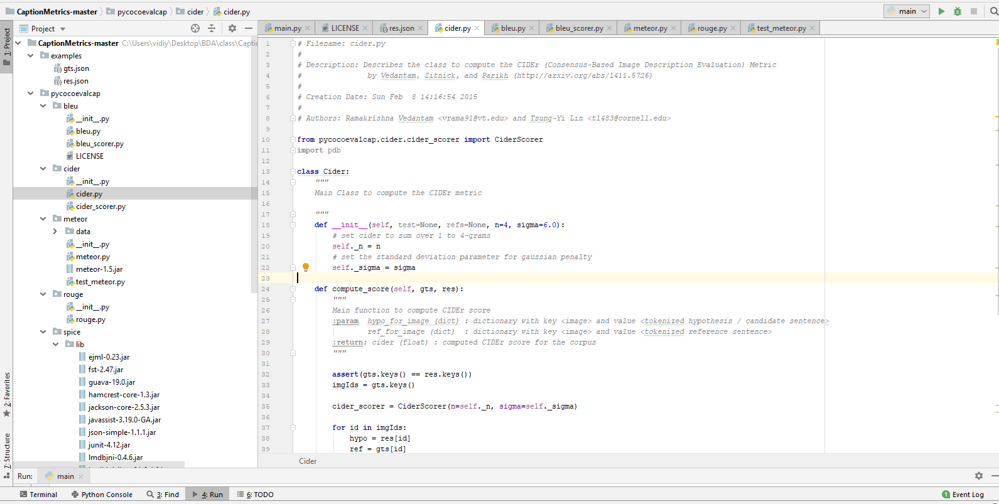 CaptionMetrics-master pycocoevalcap cider cider.py main
Project
main.py LICENSE res.json cider.py bleu.py bleu_scorer.py meteor.py rouge.py test_meteor.py
1: Project
2: Favorites
7: Structure
CaptionMetrics-master C:\Users\vidiy\Desktop\BDA\class\Captio
examples
gts.json
res.json
pycocoevalcap
bleu
__init__.py
bleu.py
bleu_scorer.py
LICENSE
cider
__init__.py
cider.py
cider_scorer.py
meteor
data
__init__.py
meteor.py
meteor-1.5.jar
test_meteor.py
rouge
__init__.py
rouge.py
spice
lib
ejml-0.23.jar
fst-2.47.jar
guava-19.0.jar
hamcrest-core-1.3.jar
jackson-core-2.5.3.jar
javassist-3.19.0-GA.jar
json-simple-1.1.1.jar
junit-4.12.jar
lmdbjni-0.4.6.jar
1 # Filename: cider.py
2 #
3 # Description: Describes the class to compute the CIDEr (Consensus-Based Image Description Evaluation) Metric
4 # by Vedantam, Zitnick, and Parikh (http://arxiv.org/abs/1411.5726)
5 #
6 # Creation Date: Sun Feb  8 14:16:54 2015
7 #
8 # Authors: Ramakrishna Vedantam <vrama91@vt.edu> and Tsung-Yi Lin <tl483@cornell.edu>
9
10 from pycocoevalcap.cider.cider_scorer import CiderScorer
11 import pdb
12
13 class Cider:
14 """
15 Main Class to compute the CIDEr metric
16
17 """
18 def __init__(self, test=None, refs=None, n=4, sigma=6.0):
19 # set cider to sum over 1 to 4-grams
20 self._n = n
21 # set the standard deviation parameter for gaussian penalty
22 self._sigma = sigma
23
24 def compute_score(self, gts, res):
25 """
26 Main function to compute CIDEr score
27 :param  hypo_for_image (dict) : dictionary with key <image> and value <tokenized hypothesis / candidate sentence>
28 ref_for_image (dict)  : dictionary with key <image> and value <tokenized reference sentence>
29 :return: cider (float) : computed CIDEr score for the corpus
30 """
31
32 assert(gts.keys() == res.keys())
33 imgIds = gts.keys()
34
35 cider_scorer = CiderScorer(n=self._n, sigma=self._sigma)
36
37 for id in imgIds:
38 hypo = res[id]
39 ref = gts[id]
Cider
Run: main
Terminal Python Console 3: Find 4: Run 6: TODO 1 Event Log